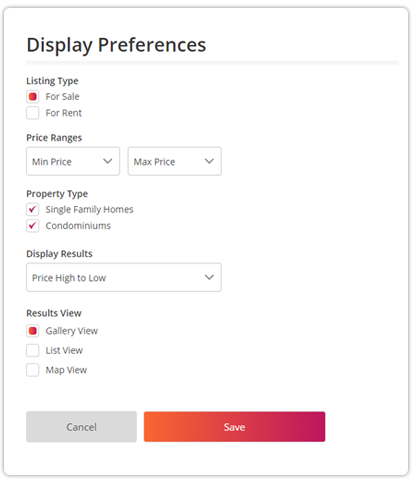 Display Preferences
Listing Type
For Sale
For Rent
Price Ranges
Min Price Max Price
Property Type
Single Family Homes
Condominiums
Display Results
Price High to Low
Results View
Gallery View
List View
Map View
Cancel Save